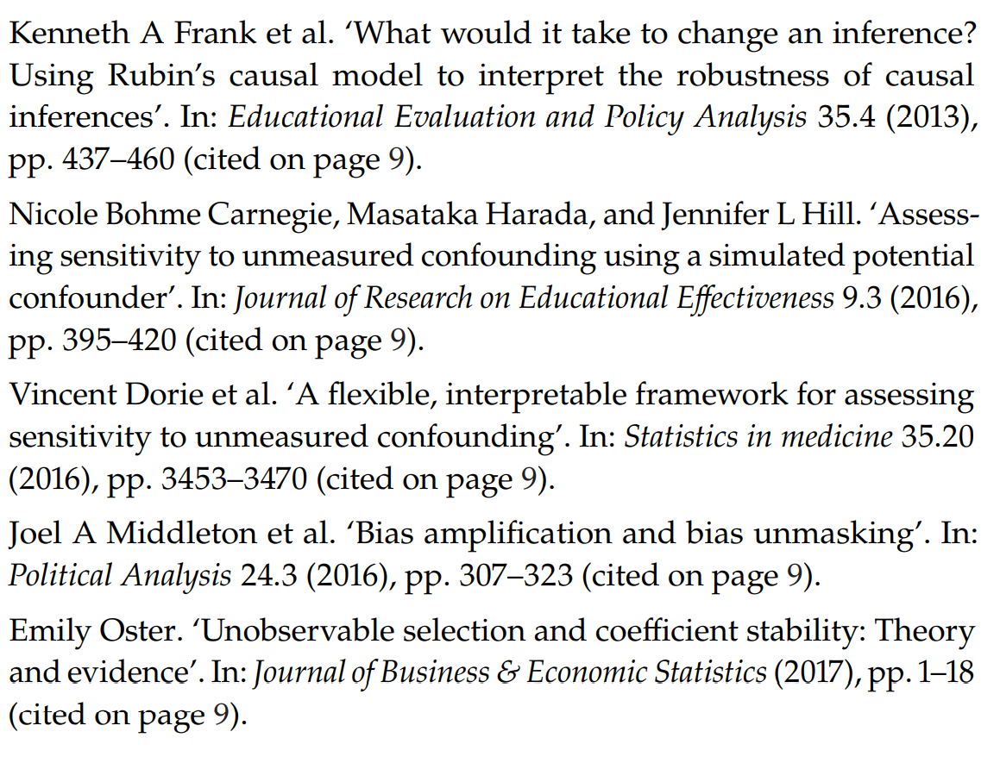 Kenneth A Frank et al. ‘What would it take to change an inference?
Using Rubin’s causal model to interpret the robustness of causal
inferences’. In: Educational Evaluation and Policy Analysis 35.4 (2013),
pp. 437–460 (cited on page 9).
Nicole Bohme Carnegie, Masataka Harada, and Jennifer L Hill. ‘Assess-
ing sensitivity to unmeasured confounding using a simulated potential
confounder’. In: Journal of Research on Educational Effectiveness 9.3 (2016),
pp. 395–420 (cited on page 9).
Vincent Dorie et al. ‘A flexible, interpretable framework for assessing
sensitivity to unmeasured confounding’. In: Statistics in medicine 35.20
(2016), pp. 3453–3470 (cited on page 9).
Joel A Middleton et al. ‘Bias amplification and bias unmasking’. In:
Political Analysis 24.3 (2016), pp. 307–323 (cited on page 9).
Emily Oster. ‘Unobservable selection and coefficient stability: Theory
and evidence’. In: Journal of Business & Economic Statistics (2017), pp. 1–18
(cited on page 9).